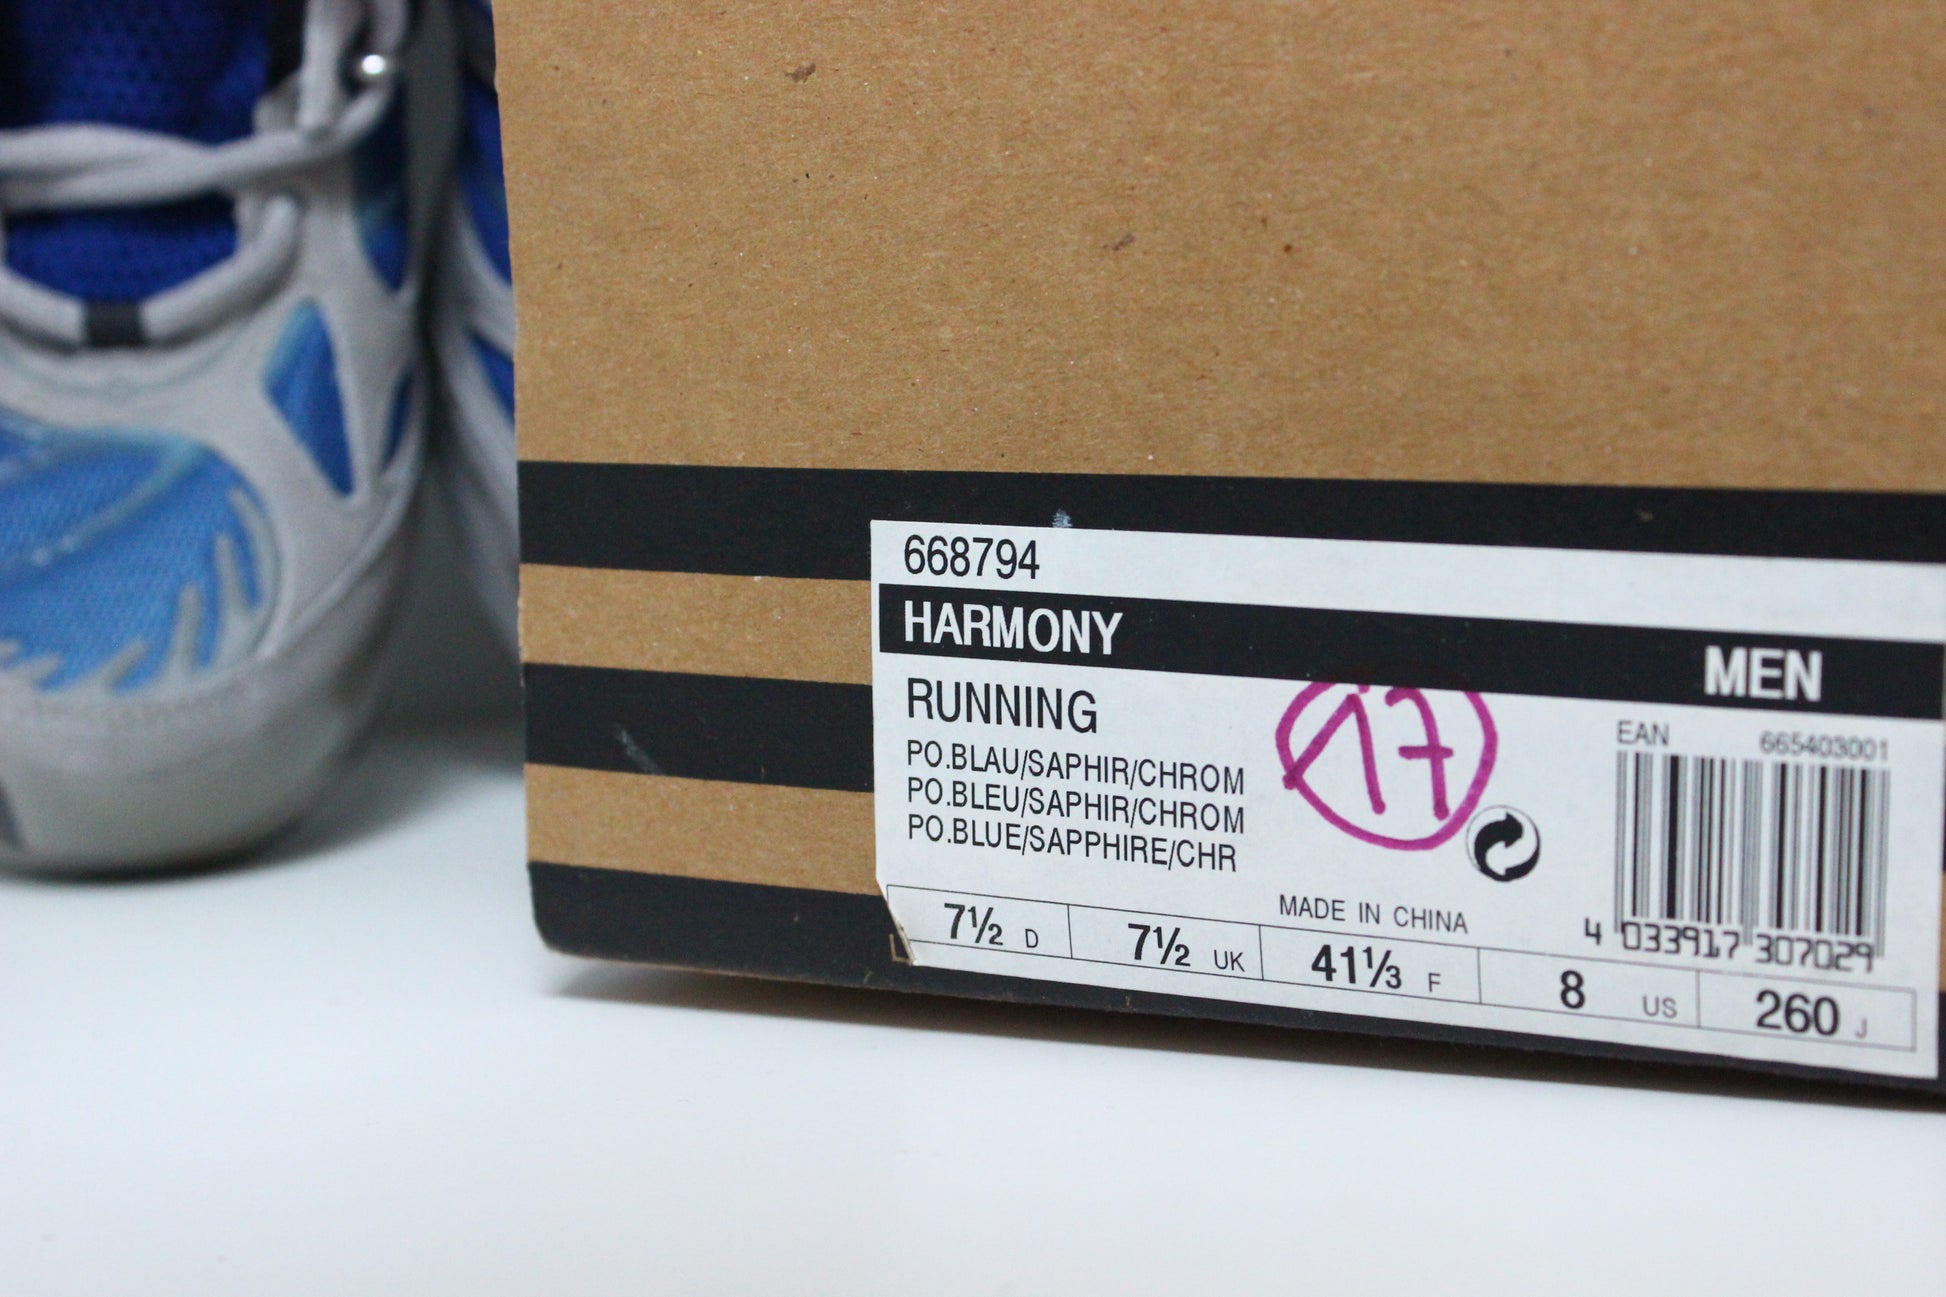 668794
HARMONY MEN
RUNNING
17
PO.BLAU/SAPHIR/CHROM
PO.BLEU/SAPHIR/CHROM
PO.BLUE/SAPPHIRE/CHR
EAN 665403001
MADE IN CHINA
4 033917 307029
7½ D 7½ UK 41⅓ F 8 US 260 J